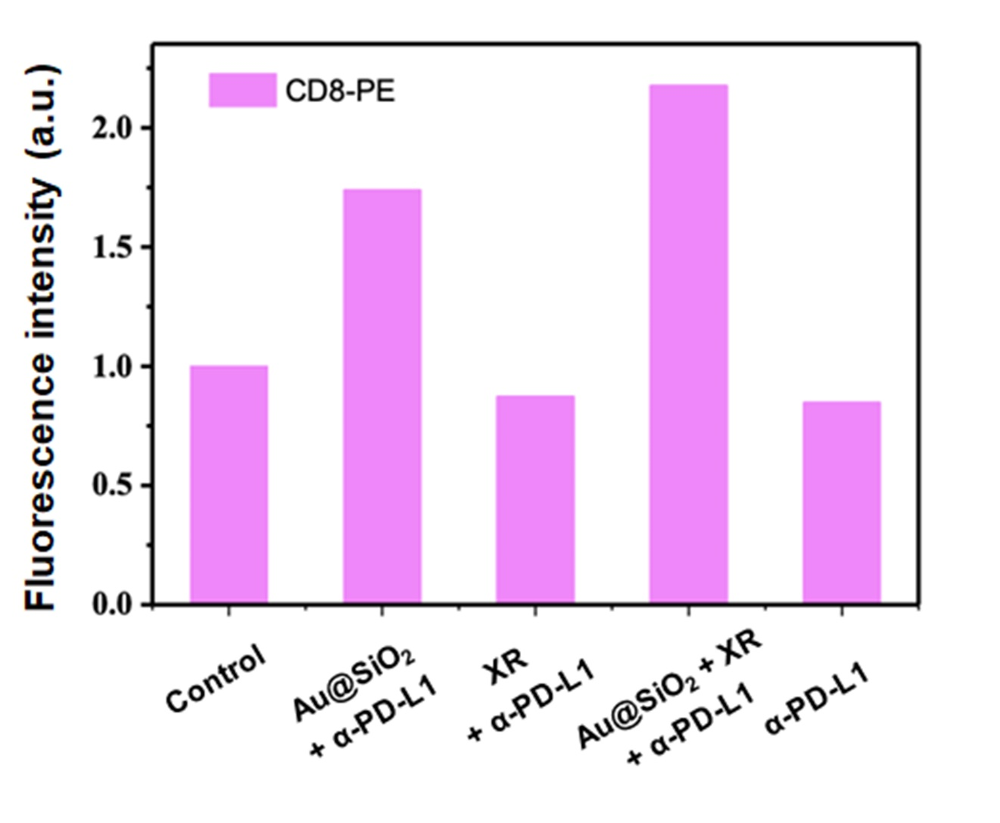 Fluorescence intensity (a.u.)
CD8-PE
2.0
1.5
1.0
0.5
0.0
Control
Au@SiO₂
+ α-PD-L1
XR
+ α-PD-L1
Au@SiO₂ + XR
+ α-PD-L1
α-PD-L1